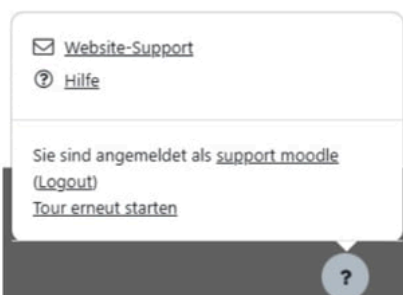 Website-Support
Hilfe
Sie sind angemeldet als support moodle
(Logout)
Tour erneut starten
?